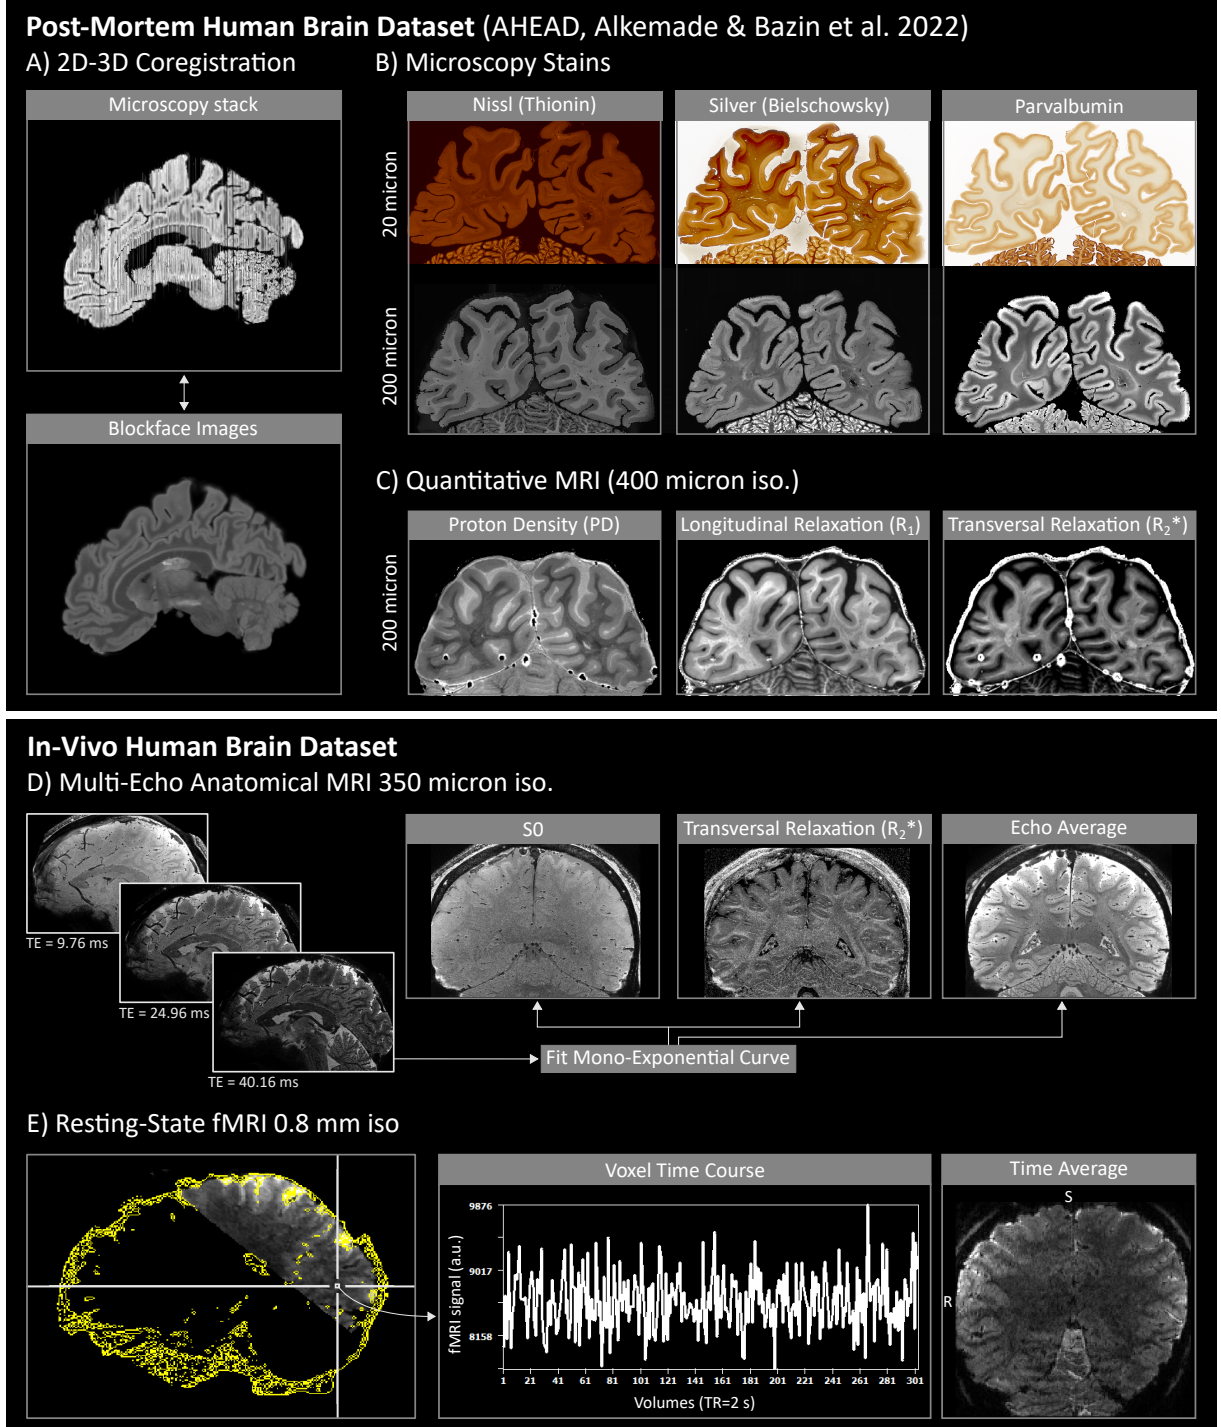 Post-Mortem Human Brain Dataset (AHEAD, Alkemade & Bazin et al. 2022)
A) 2D-3D Coregistration
Microscopy stack
Blockface Images
B) Microscopy Stains
Nissl (Thionin)
Silver (Bielschowsky)
Parvalbumin
20 micron
200 micron
C) Quantitative MRI (400 micron iso.)
Proton Density (PD)
Longitudinal Relaxation (R₁)
Transversal Relaxation (R₂*)
200 micron
In-Vivo Human Brain Dataset
D) Multi-Echo Anatomical MRI 350 micron iso.
TE = 9.76 ms
TE = 24.96 ms
TE = 40.16 ms
S0
Transversal Relaxation (R₂*)
Echo Average
Fit Mono-Exponential Curve
E) Resting-State fMRI 0.8 mm iso
Voxel Time Course
fMRI signal (a.u.)
9876
9017
8158
1 21 41 61 81 101 121 141 161 181 201 221 241 261 281 301
Volumes (TR=2 s)
Time Average
S
R